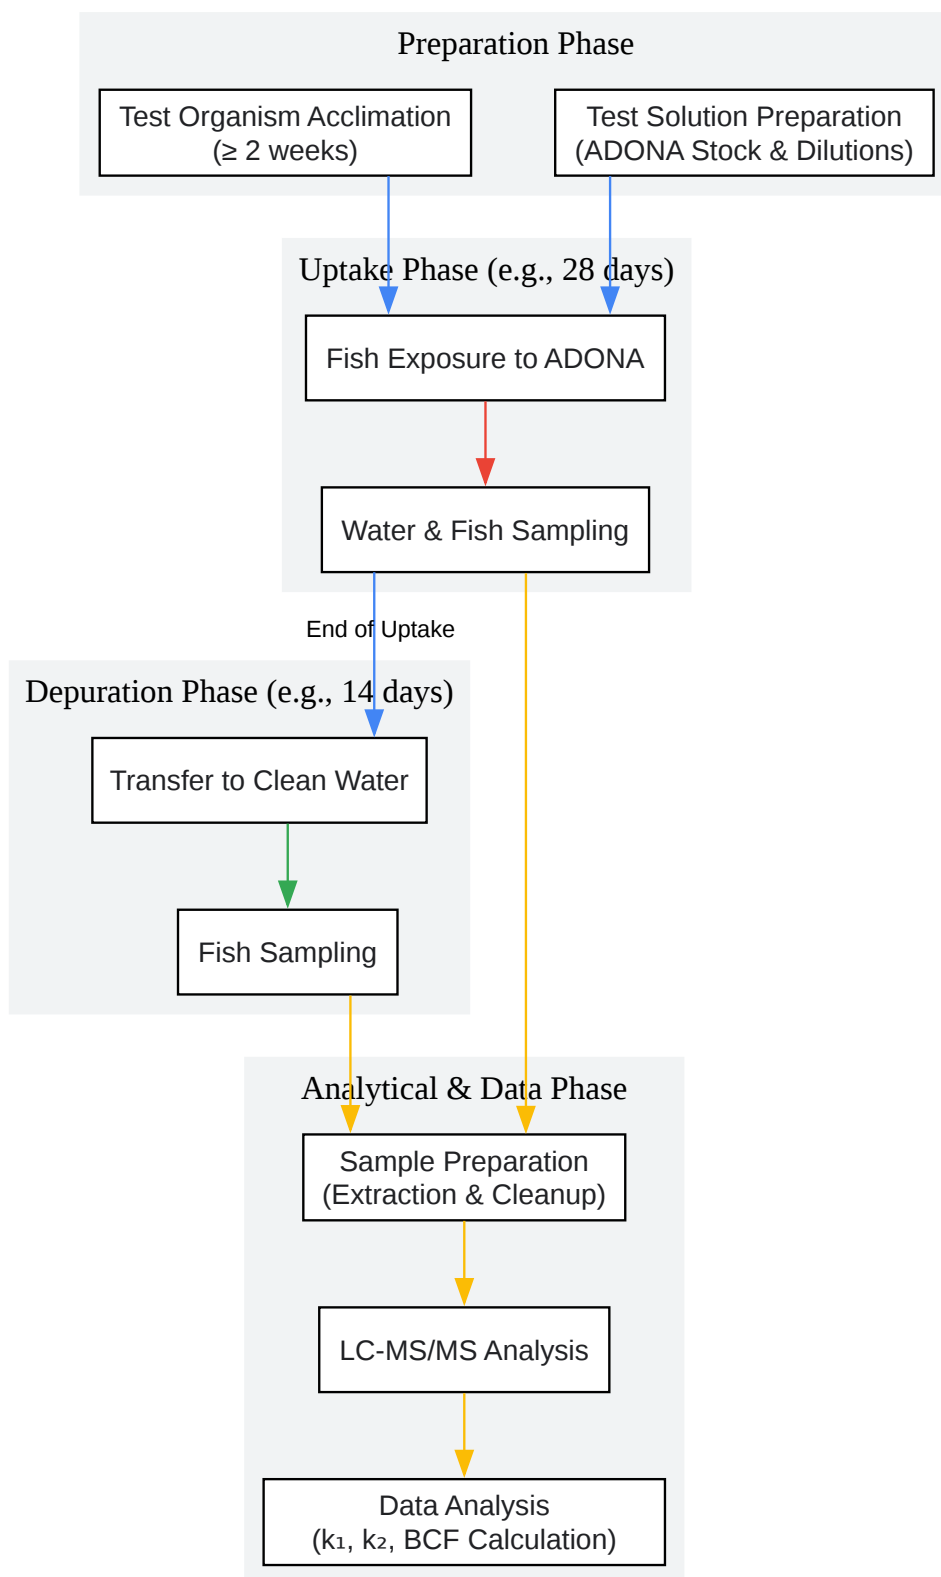 Preparation Phase
Test Organism Acclimation
(≥ 2 weeks)
Test Solution Preparation
(ADONA Stock & Dilutions)
Uptake Phase (e.g., 28 days)
Fish Exposure to ADONA
Water & Fish Sampling
End of Uptake
Depuration Phase (e.g., 14 days)
Transfer to Clean Water
Fish Sampling
Analytical & Data Phase
Sample Preparation
(Extraction & Cleanup)
LC-MS/MS Analysis
Data Analysis
(k₁, k₂, BCF Calculation)